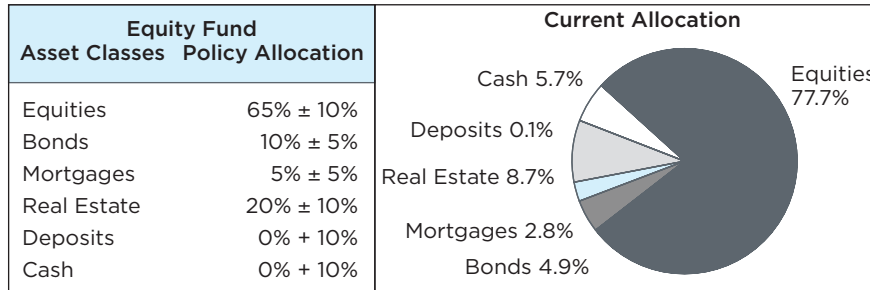 Equity Fund
Asset Classes Policy Allocation
Equities 65% ± 10%
Bonds 10% ± 5%
Mortgages 5% ± 5%
Real Estate 20% ± 10%
Deposits 0% + 10%
Cash 0% + 10%
Current Allocation
Equities
77.7%
Cash 5.7%
Deposits 0.1%
Real Estate 8.7%
Mortgages 2.8%
Bonds 4.9%